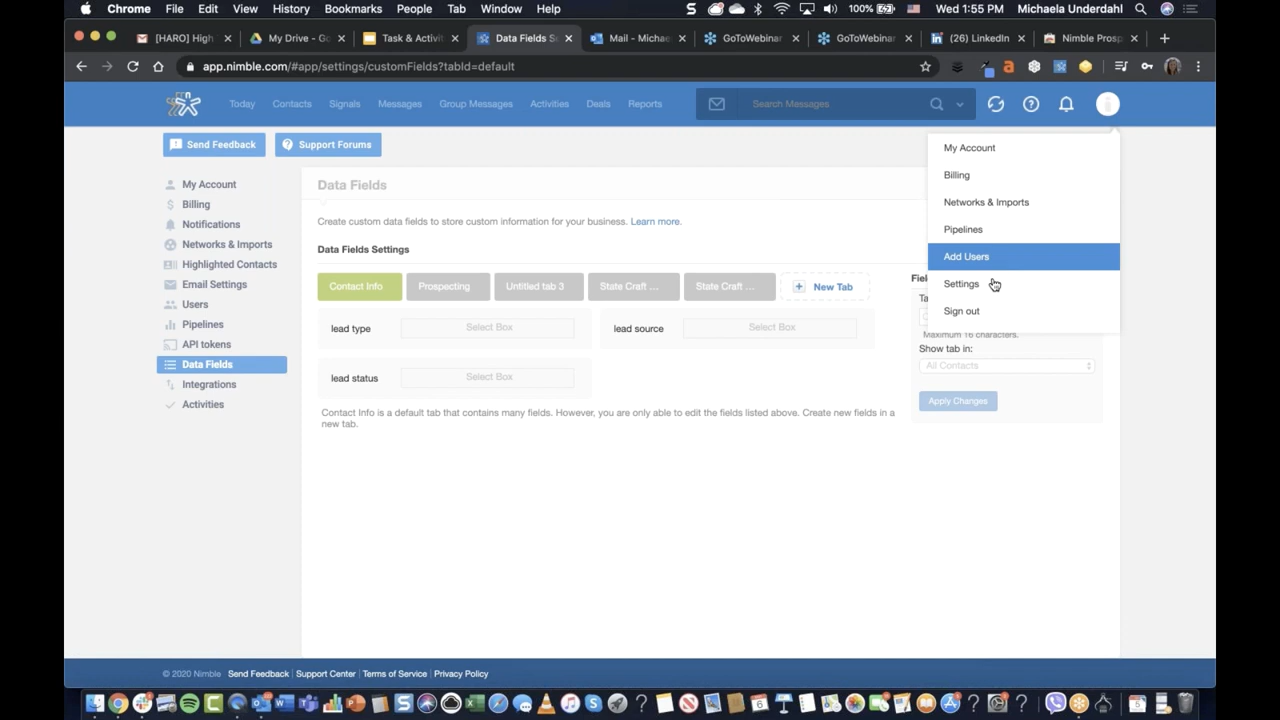 Chrome File Edit View History Bookmarks People Tab Window Help
100% Wed 1:55 PM Michaela Underdahl
[HARO] High
My Drive - Go
Task & Activit
Data Fields Se
Mail - Michae
GoToWebinar
GoToWebinar
(26) LinkedIn
Nimble Prosp
app.nimble.com/#app/settings/customFields?tabId=default
Today Contacts Signals Messages Group Messages Activities Deals Reports
Search Messages
Send Feedback
Support Forums
My Account
Billing
Networks & Imports
Pipelines
Add Users
Settings
Sign out
My Account
Billing
Notifications
Networks & Imports
Highlighted Contacts
Email Settings
Users
Pipelines
API tokens
Data Fields
Integrations
Activities
Data Fields
Create custom data fields to store custom information for your business. Learn more.
Data Fields Settings
Contact Info
Prospecting
Untitled tab 3
State Craft ...
State Craft ...
+ New Tab
lead type Select Box
lead source Select Box
lead status Select Box
Contact Info is a default tab that contains many fields. However, you are only able to edit the fields listed above. Create new fields in a
new tab.
Maximum 16 characters.
Show tab in:
All Contacts
Apply Changes
© 2020 Nimble Send Feedback | Support Center | Terms of Service | Privacy Policy